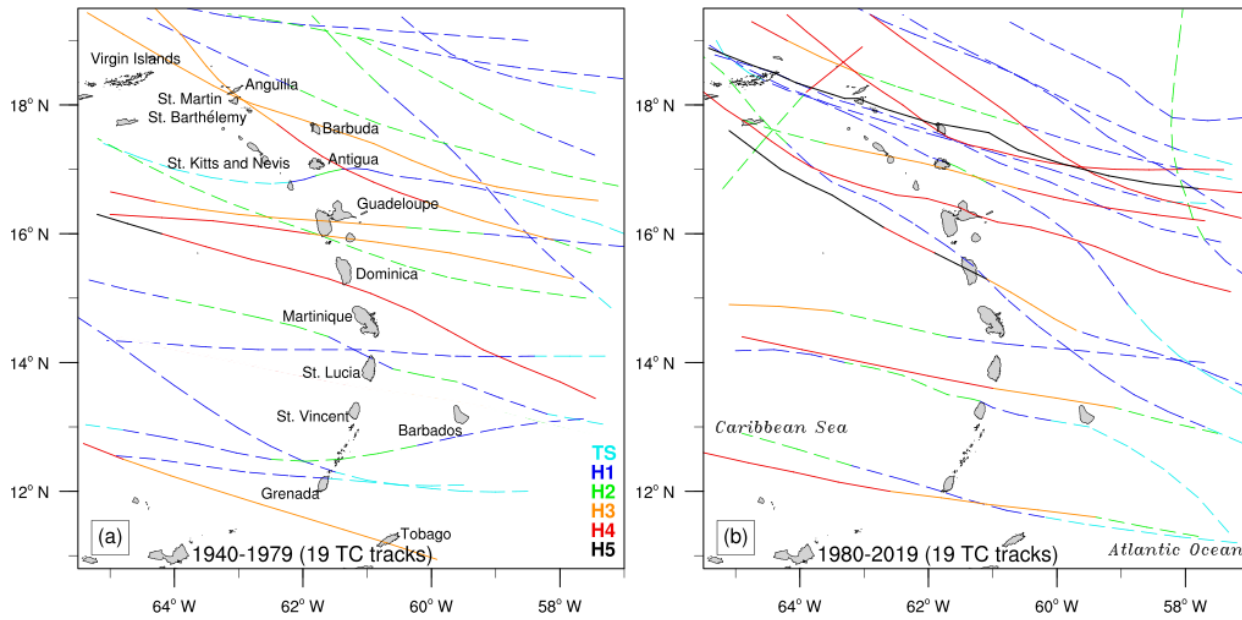 18° N
16° N
14° N
12° N
Virgin Islands
Anguilla
St. Martin
St. Barthélemy
Barbuda
St. Kitts and Nevis
Antigua
Guadeloupe
Dominica
Martinique
St. Lucia
St. Vincent
Barbados
Grenada
Tobago
TS
H1
H2
H3
H4
H5
(a)
1940-1979 (19 TC tracks)
64° W 62° W 60° W 58° W
18° N
16° N
14° N
12° N
Caribbean Sea
Atlantic Ocean
(b)
1980-2019 (19 TC tracks)
64° W 62° W 60° W 58° W